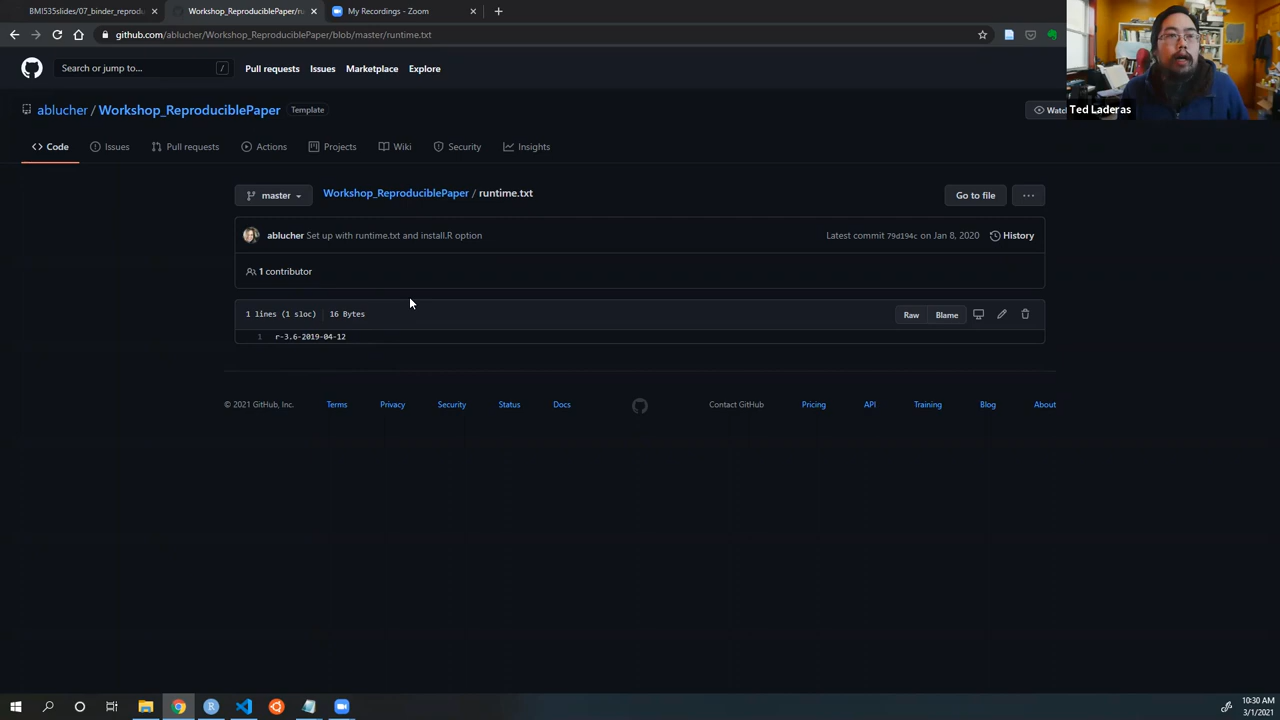 BMI535slides/07_binder_reprodu
Workshop_ReproduciblePaper/ru
My Recordings - Zoom
github.com/ablucher/Workshop_ReproduciblePaper/blob/master/runtime.txt
Search or jump to...
/
Pull requests
Issues
Marketplace
Explore
Ted Laderas
ablucher / Workshop_ReproduciblePaper
Template
Watc
Code
Issues
Pull requests
Actions
Projects
Wiki
Security
Insights
master
Workshop_ReproduciblePaper / runtime.txt
Go to file
...
ablucher Set up with runtime.txt and install.R option
Latest commit 79d194c on Jan 8, 2020
History
1 contributor
1 lines (1 sloc) | 16 Bytes
Raw
Blame
1 r-3.6-2019-04-12
© 2021 GitHub, Inc.
Terms
Privacy
Security
Status
Docs
Contact GitHub
Pricing
API
Training
Blog
About
10:30 AM
3/1/2021